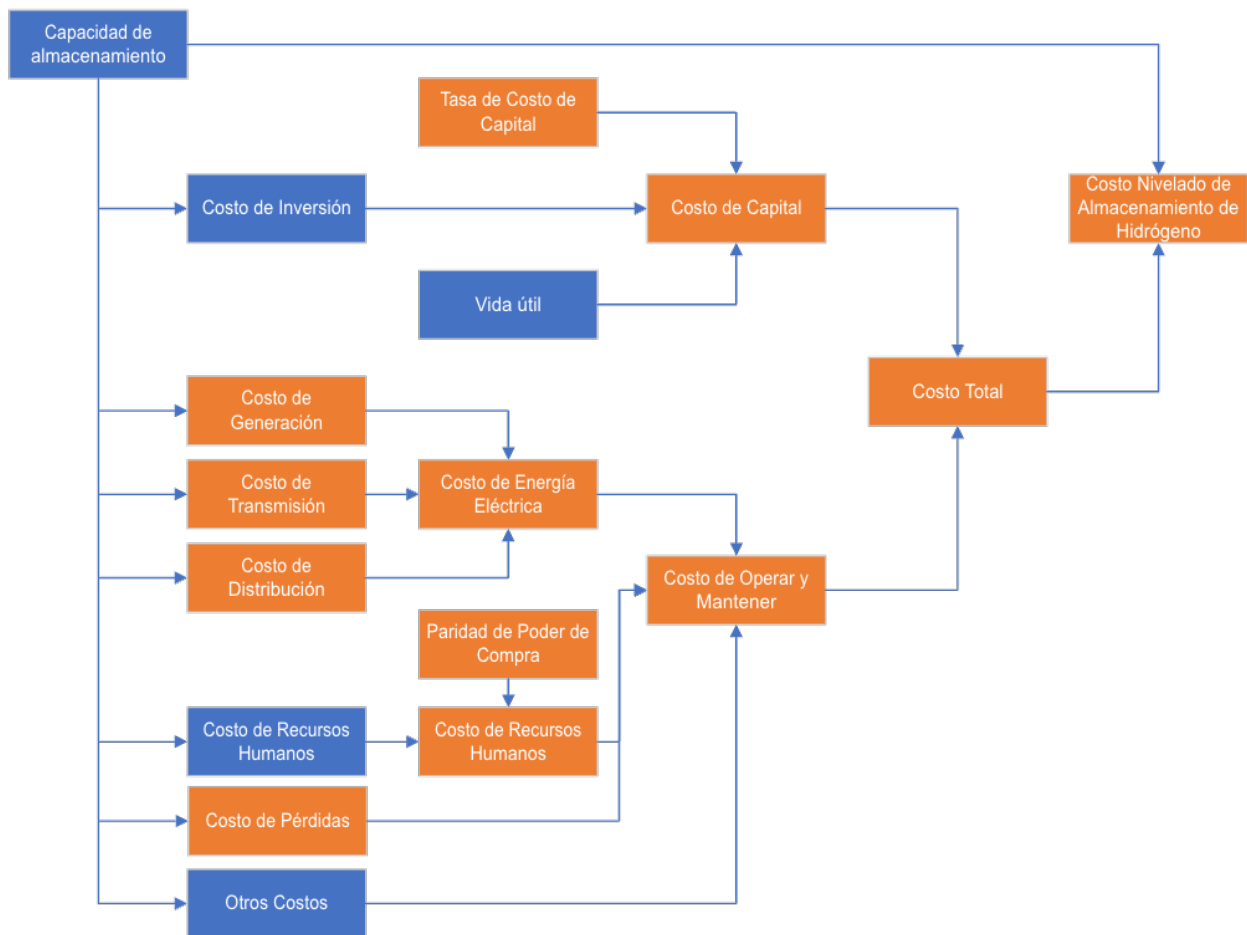 Capacidad de
almacenamiento
Tasa de Costo de
Capital
Costo de Inversión
Costo de Capital
Costo Nivelado de
Almacenamiento de
Hidrógeno
Vida útil
Costo Total
Costo de
Generación
Costo de
Transmisión
Costo de Energía
Eléctrica
Costo de
Distribución
Costo de Operar y
Mantener
Paridad de Poder de
Compra
Costo de Recursos
Humanos
Costo de Recursos
Humanos
Costo de Pérdidas
Otros Costos